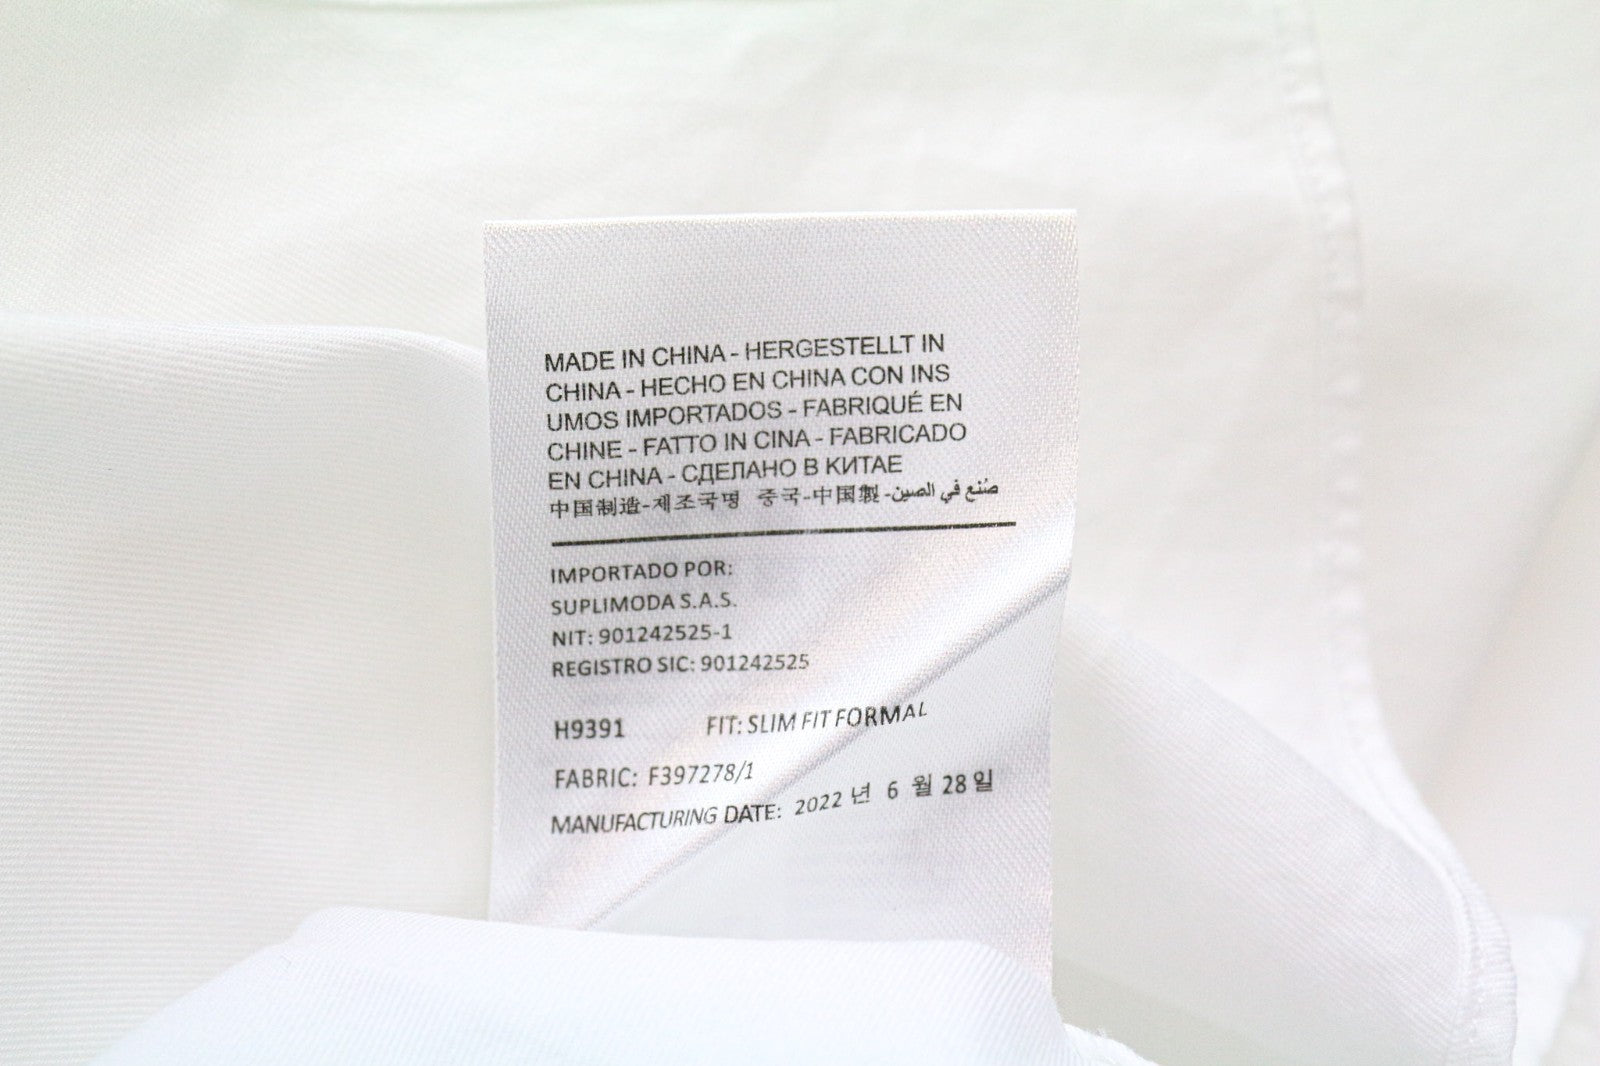 MADE IN CHINA - HERGESTELLT IN
CHINA - HECHO EN CHINA CON INS
UMOS IMPORTADOS - FABRIQUÉ EN
CHINE - FATTO IN CINA - FABRICADO
EN CHINA - СДЕЛАНО В КИТАЕ
中国制造-제조국명 중국-中国製-صُنع في الصين
IMPORTADO POR:
SUPLIMODA S.A.S.
NIT: 901242525-1
REGISTRO SIC: 901242525
H9391 FIT: SLIM FIT FORMAL
FABRIC: F397278/1
MANUFACTURING DATE: 2022 년 6 월 28 일